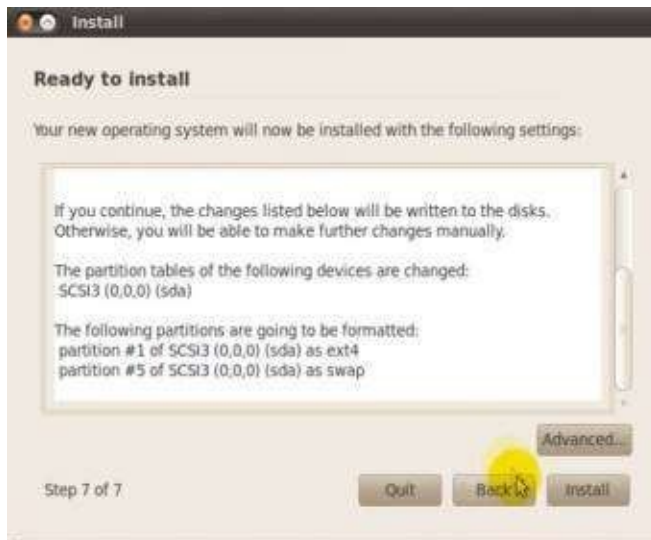 Install
Ready to install
Your new operating system will now be installed with the following settings:
If you continue, the changes listed below will be written to the disks.
Otherwise, you will be able to make further changes manually.
The partition tables of the following devices are changed:
SCSI3 (0,0,0) (sda)
The following partitions are going to be formatted:
partition #1 of SCSI3 (0,0,0) (sda) as ext4
partition #5 of SCSI3 (0,0,0) (sda) as swap
Advanced...
Step 7 of 7
Quit Back Install